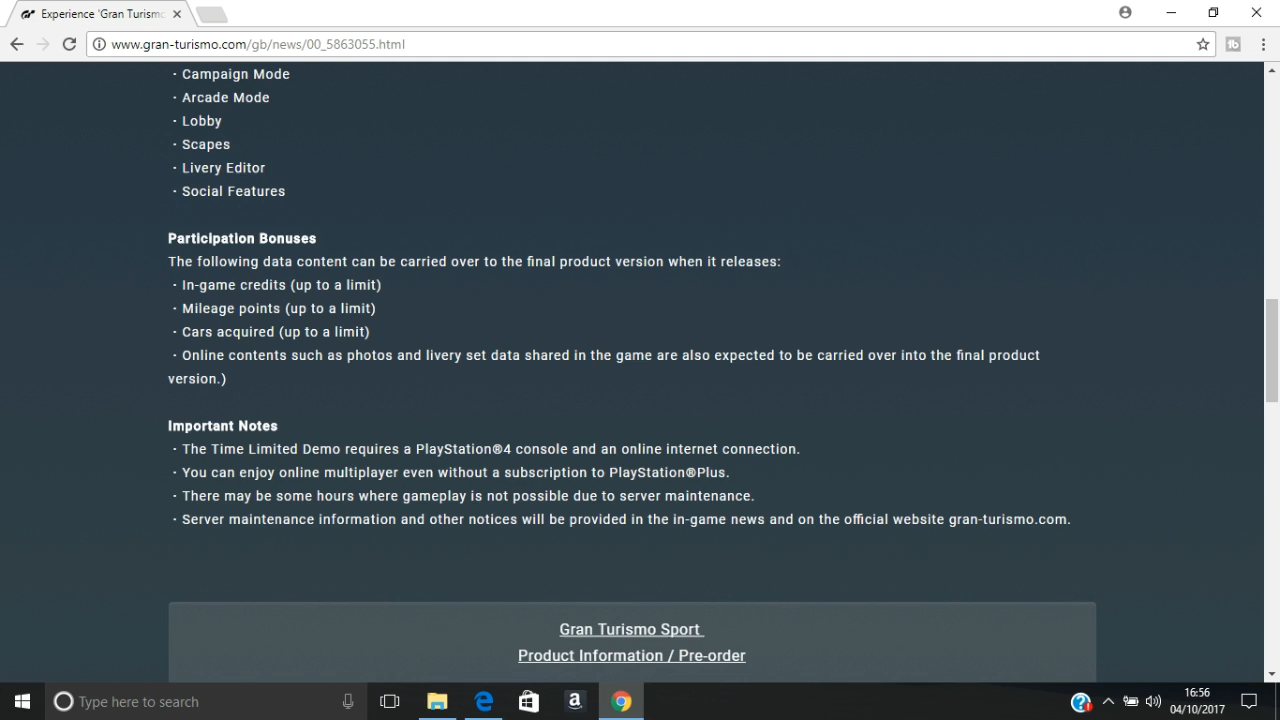 Experience 'Gran Turismo
www.gran-turismo.com/gb/news/00_5863055.html
· Campaign Mode
· Arcade Mode
· Lobby
· Scapes
· Livery Editor
· Social Features
Participation Bonuses
The following data content can be carried over to the final product version when it releases:
· In-game credits (up to a limit)
· Mileage points (up to a limit)
· Cars acquired (up to a limit)
· Online contents such as photos and livery set data shared in the game are also expected to be carried over into the final product
version.)
Important Notes
· The Time Limited Demo requires a PlayStation®4 console and an online internet connection.
· You can enjoy online multiplayer even without a subscription to PlayStation®Plus.
· There may be some hours where gameplay is not possible due to server maintenance.
· Server maintenance information and other notices will be provided in the in-game news and on the official website gran-turismo.com.
Gran Turismo Sport
Product Information / Pre-order
Type here to search
16:56
04/10/2017